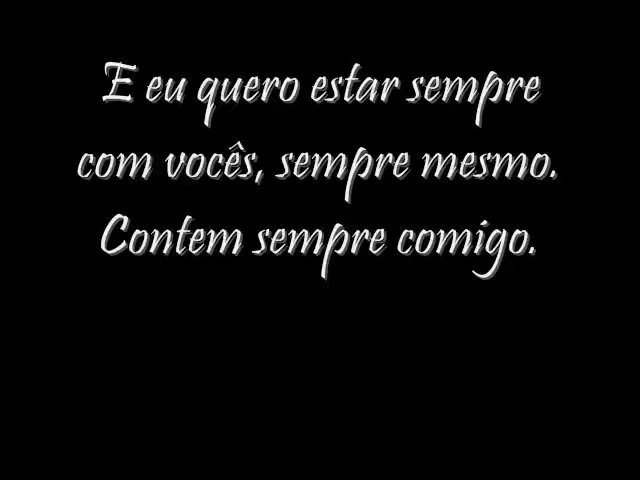 E eu quero estar sempre
com vocês, sempre mesmo.
Contem sempre comigo.